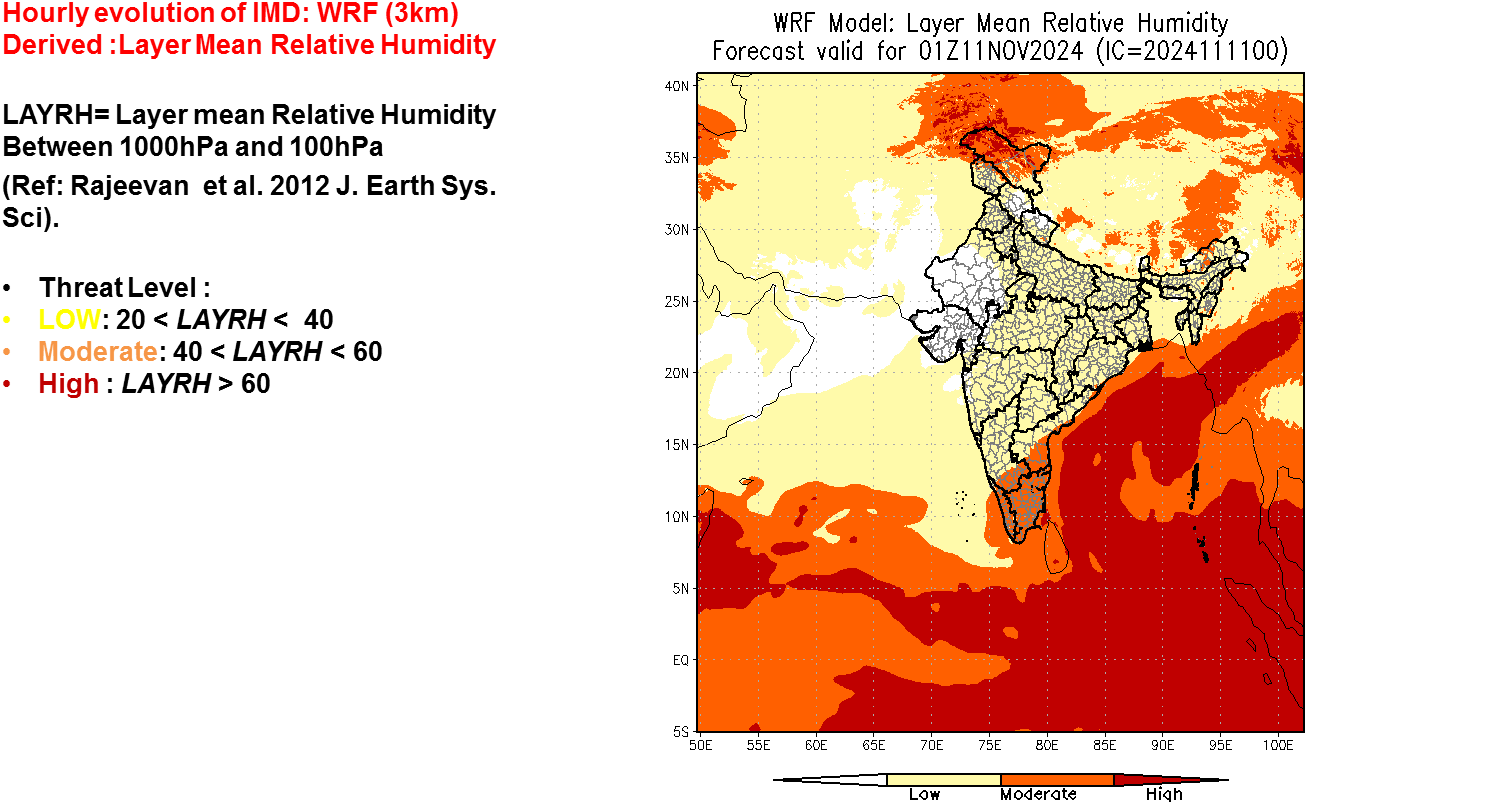 Hourly evolution of IMD: WRF (3km)
Derived :Layer Mean Relative Humidity
LAYRH= Layer mean Relative Humidity
Between 1000hPa and 100hPa
(Ref: Rajeevan et al. 2012 J. Earth Sys.
Sci).
• Threat Level :
• LOW: 20 < LAYRH < 40
• Moderate: 40 < LAYRH < 60
• High : LAYRH > 60
WRF Model: Layer Mean Relative Humidity
Forecast valid for 01Z11NOV2024 (IC=2024111100)
40N
35N
30N
25N
20N
15N
10N
5N
EQ
5S
50E 55E 60E 65E 70E 75E 80E 85E 90E 95E 100E
Low Moderate High